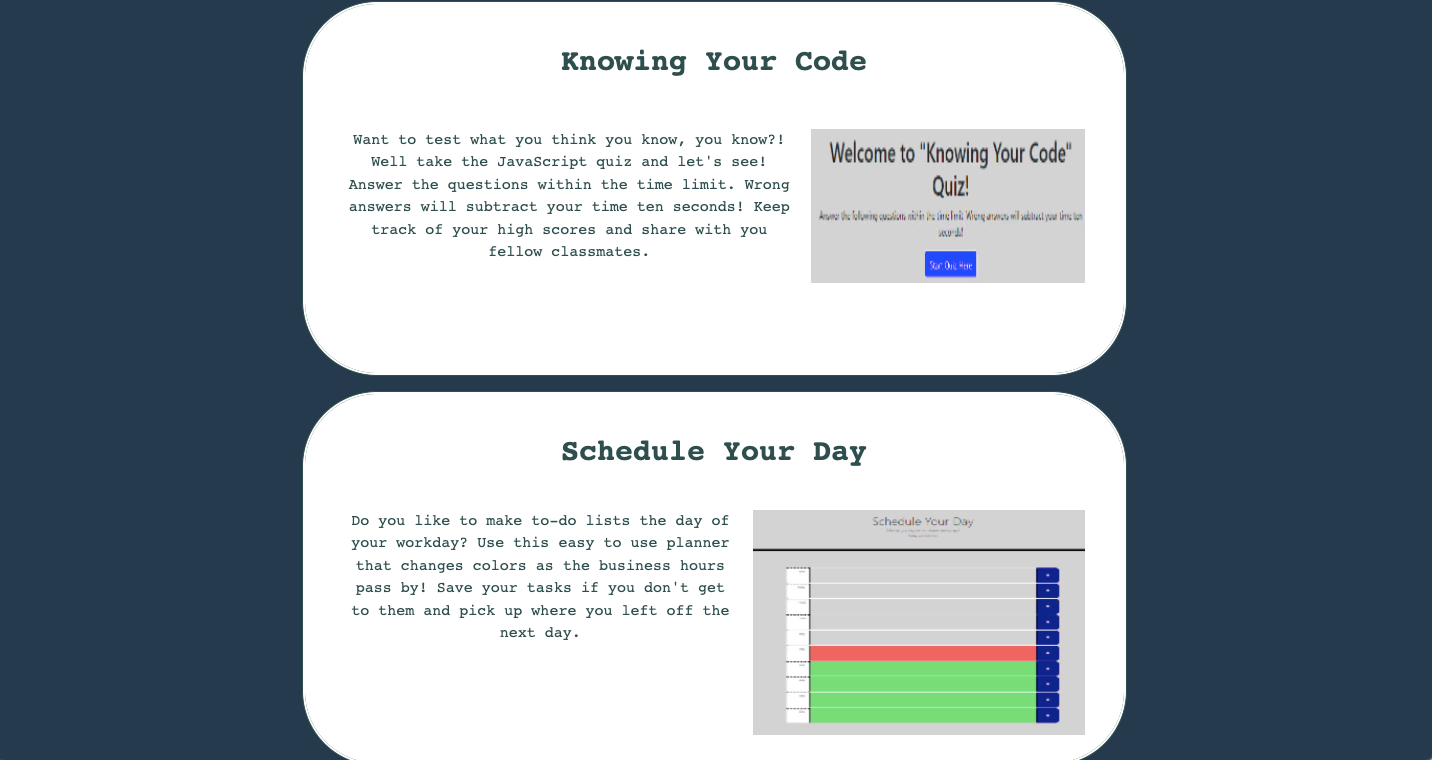 Knowing Your Code
Want to test what you think you know, you know?!
Well take the JavaScript quiz and let's see!
Answer the questions within the time limit. Wrong
answers will subtract your time ten seconds! Keep
track of your high scores and share with you
fellow classmates.
Welcome to "Knowing Your Code"
Quiz!
Answer the following questions within the time limit. Wrong answers will subtract your time ten
seconds!
Start Quiz Here
Schedule Your Day
Do you like to make to-do lists the day of
your workday? Use this easy to use planner
that changes colors as the business hours
pass by! Save your tasks if you don't get
to them and pick up where you left off the
next day.
Schedule Your Day